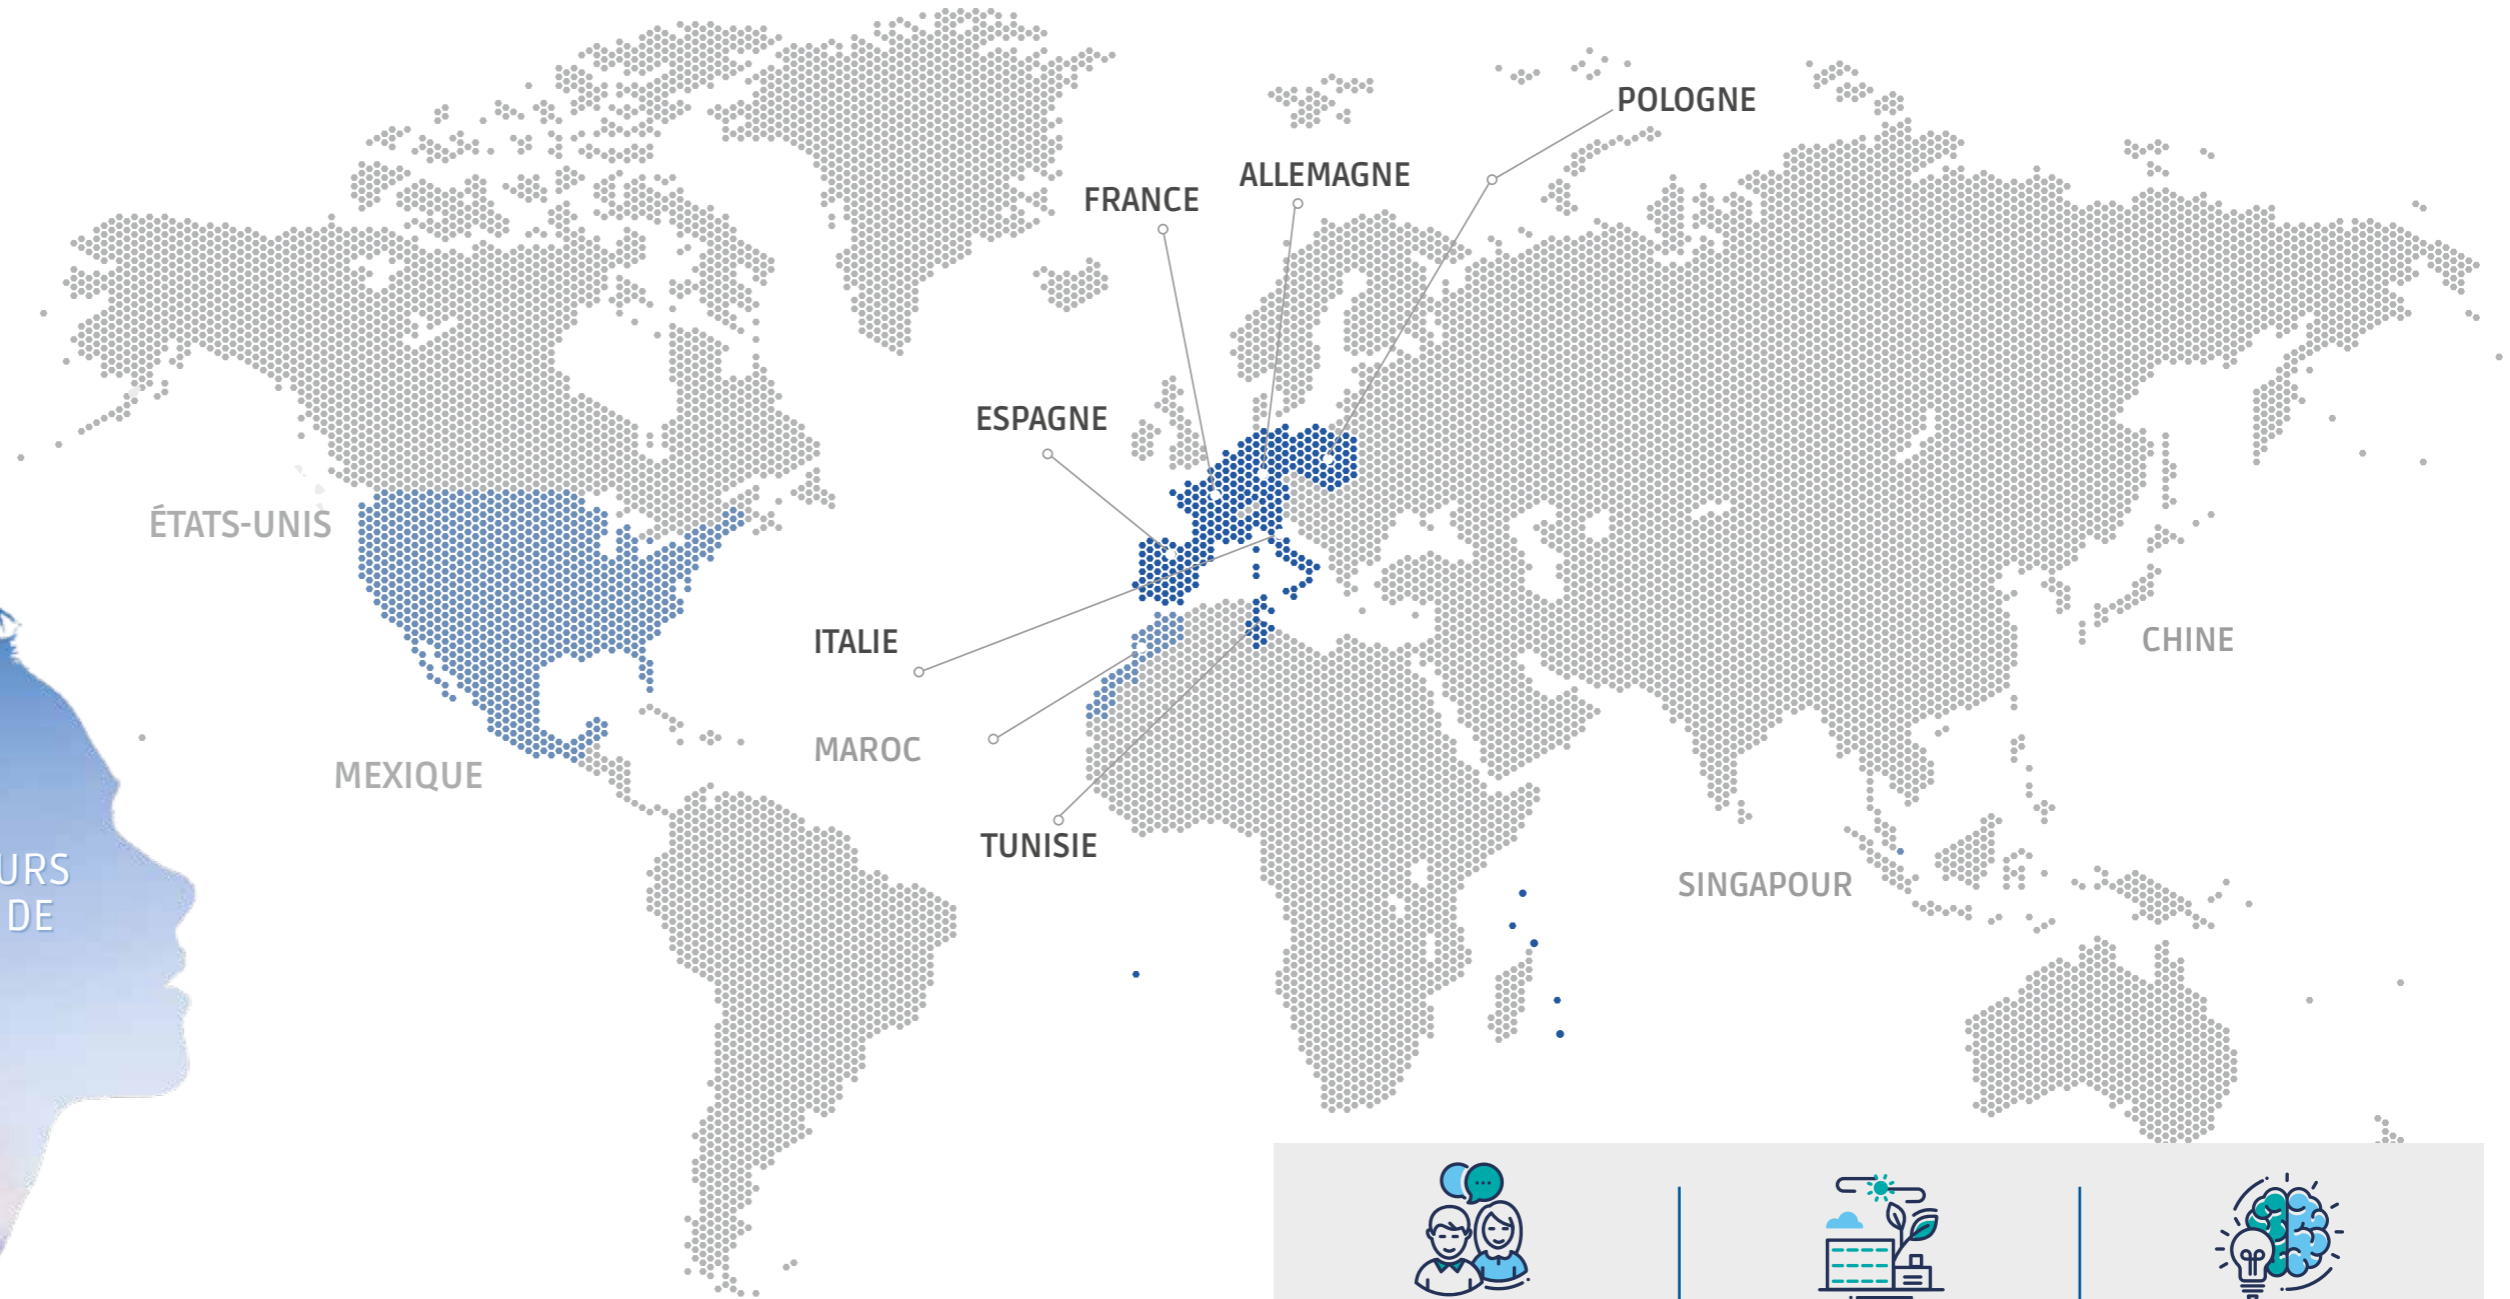 POLOGNE
ALLEMAGNE
FRANCE
ESPAGNE
ÉTATS-UNIS
ITALIE
CHINE
MAROC
MEXIQUE
TUNISIE
URS
DE
SINGAPOUR